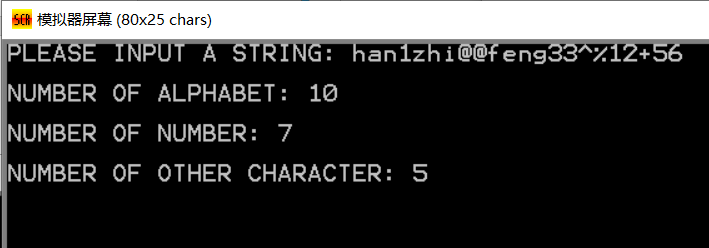 SCR 模拟器屏幕 (80x25 chars)
PLEASE INPUT A STRING: han1zhi@@feng33^%12+56
NUMBER OF ALPHABET: 10
NUMBER OF NUMBER: 7
NUMBER OF OTHER CHARACTER: 5